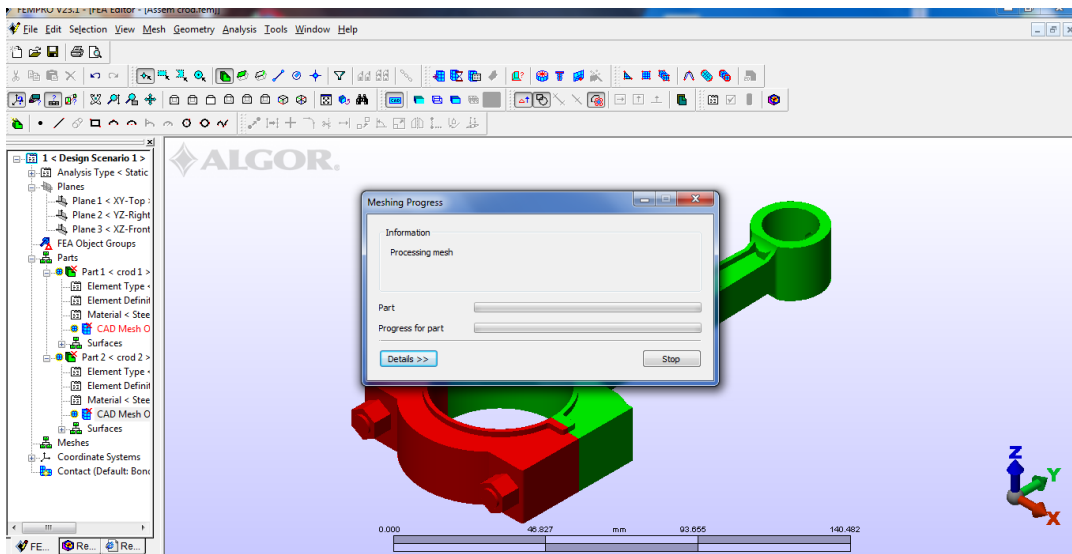 FEMPRO V23.1 - [FEA Editor - [Assem crod.fem]]
File Edit Selection View Mesh Geometry Analysis Tools Window Help
1 < Design Scenario 1 >
Analysis Type < Static
Planes
Plane 1 < XY-Top >
Plane 2 < YZ-Right
Plane 3 < XZ-Front
FEA Object Groups
Parts
Part 1 < crod 1 >
Element Type <
Element Definit
Material < Stee
CAD Mesh O
Surfaces
Part 2 < crod 2 >
Element Type <
Element Definit
Material < Stee
CAD Mesh O
Surfaces
Meshes
Coordinate Systems
Contact (Default: Bon
FE...
Re...
Re...
ALGOR.
Meshing Progress
Information
Processing mesh
Part
Progress for part
Details >>
Stop
Z
Y
X
0.000 46.827 mm 93.655 140.482